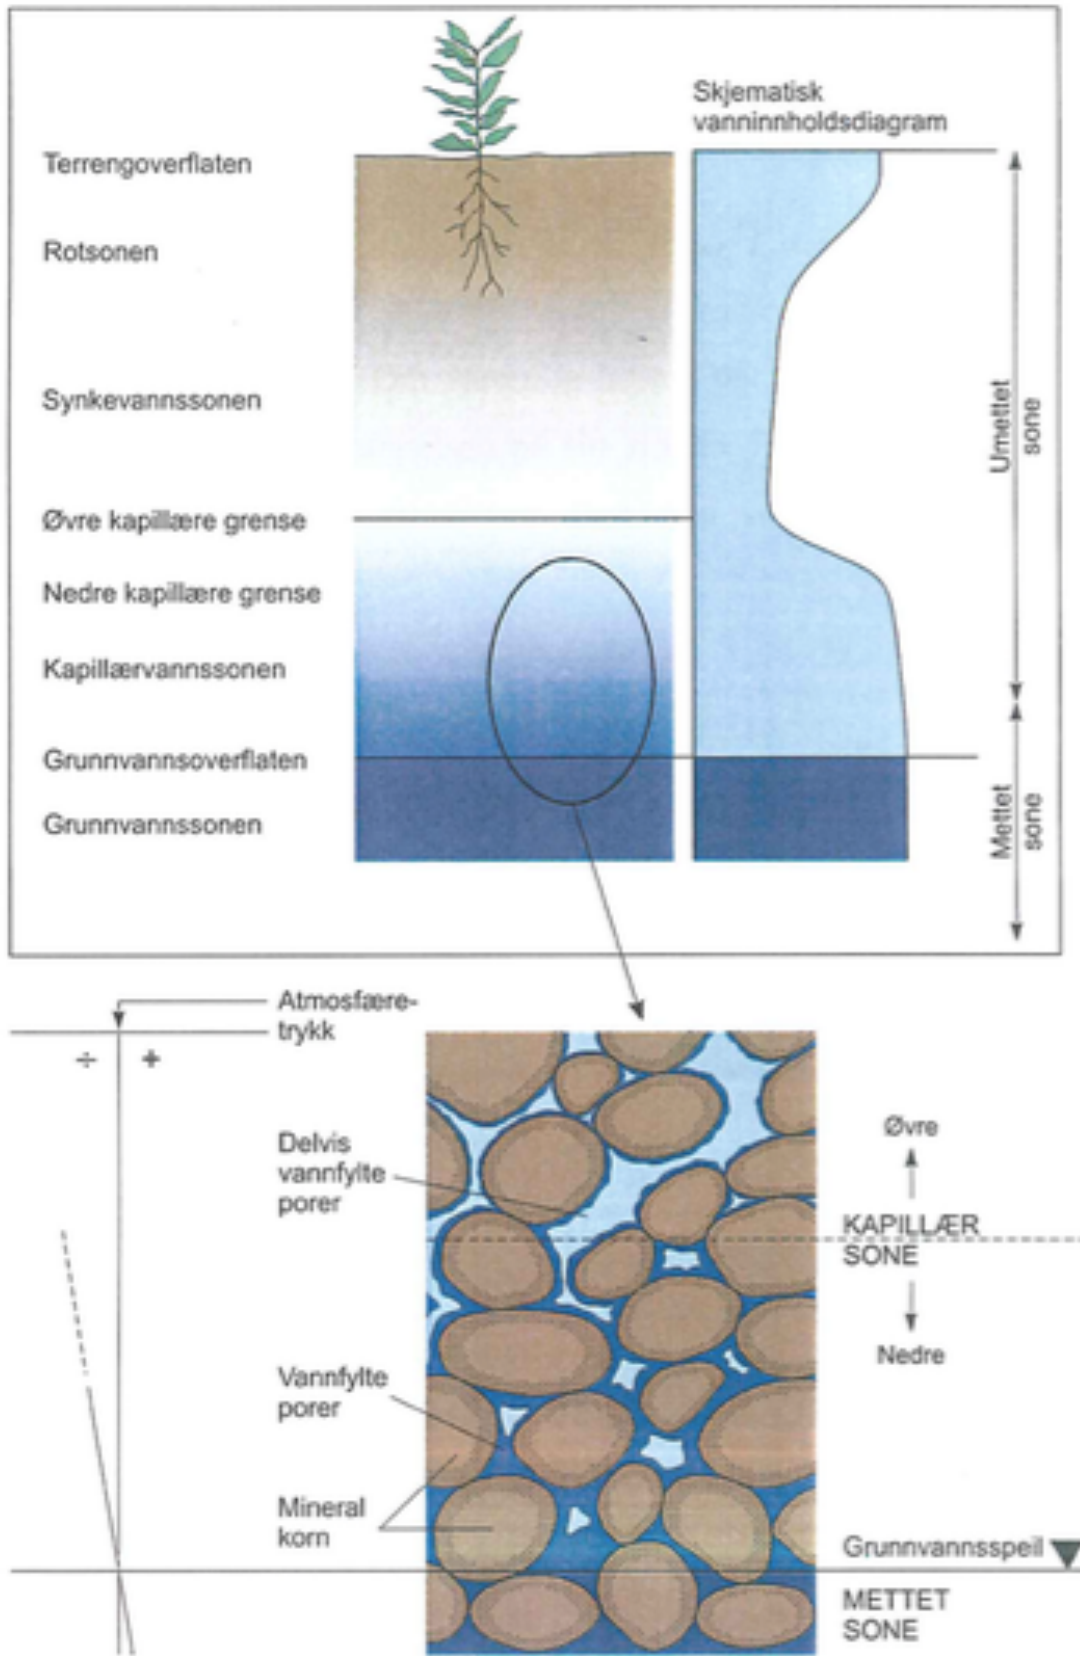 Skjematisk
vanninnholdsdiagram
Terrengoverflaten
Rotsonen
Synkevannssonen
Øvre kapillære grense
Nedre kapillære grense
Kapillærvannssonen
Grunnvannsoverflaten
Grunnvannssonen
Umettet
sone
Mettet
sone
Atmosfære-
trykk
÷ +
Delvis
vannfylte
porer
Øvre
KAPILLÆR
SONE
Nedre
Vannfylte
porer
Mineral
korn
Grunnvannsspeil
METTET
SONE